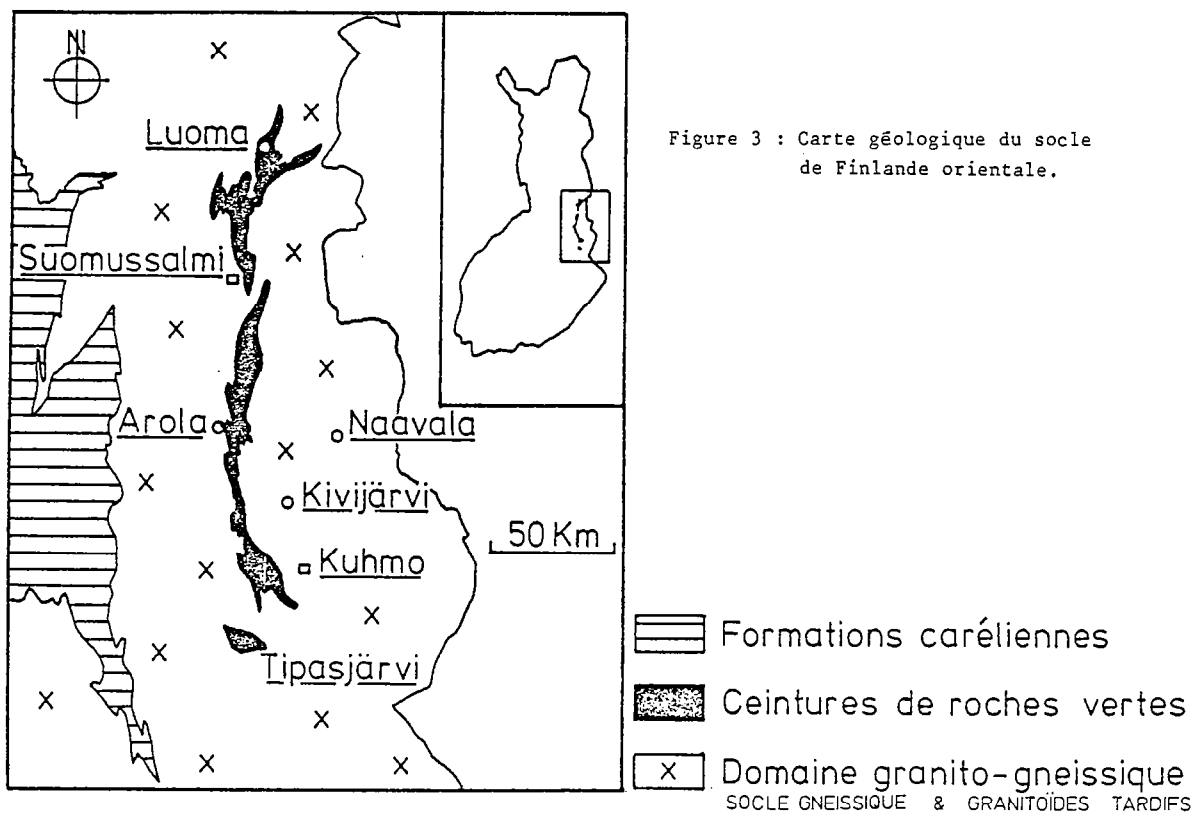 N
Luoma
Suomussalmi
Arola
Naavala
Kivijärvi
50 Km
Kuhmo
Tipasjärvi
Figure 3 : Carte géologique du socle
de Finlande orientale.
Formations caréliennes
Ceintures de roches vertes
x Domaine granito-gneissique
SOCLE GNEISSIQUE & GRANITOÏDES TARDIFS